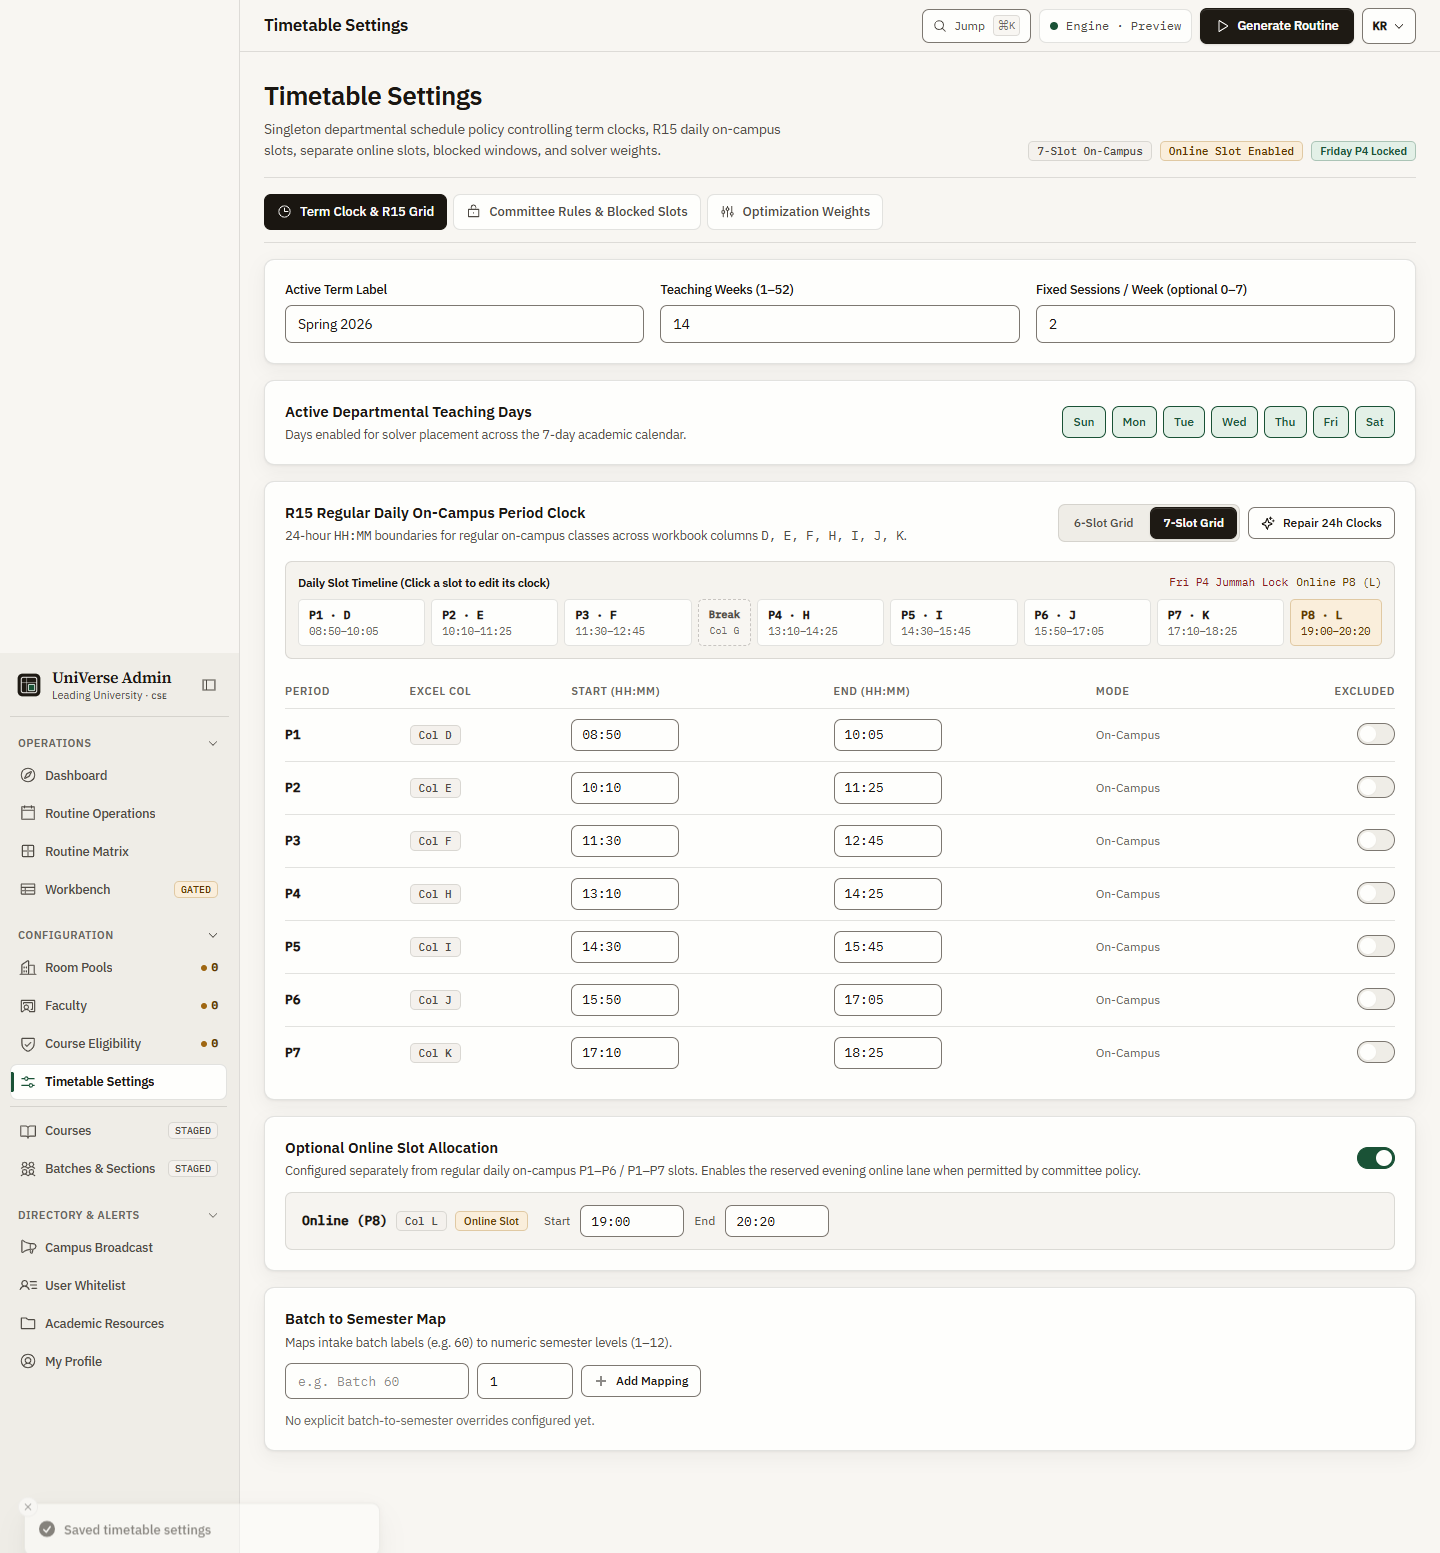 Timetable Settings
Jump ⌘K
Engine · Preview
Generate Routine
KR
Timetable Settings
Singleton departmental schedule policy controlling term clocks, R15 daily on-campus
slots, separate online slots, blocked windows, and solver weights.
7-Slot On-Campus
Online Slot Enabled
Friday P4 Locked
Term Clock & R15 Grid
Committee Rules & Blocked Slots
Optimization Weights
Active Term Label
Teaching Weeks (1–52)
Fixed Sessions / Week (optional 0–7)
Spring 2026
14
2
Active Departmental Teaching Days
Days enabled for solver placement across the 7-day academic calendar.
Sun Mon Tue Wed Thu Fri Sat
R15 Regular Daily On-Campus Period Clock
24-hour HH:MM boundaries for regular on-campus classes across workbook columns D, E, F, H, I, J, K.
6-Slot Grid
7-Slot Grid
Repair 24h Clocks
Daily Slot Timeline (Click a slot to edit its clock)
Fri P4 Jummah Lock Online P8 (L)
P1 · D
08:50–10:05
P2 · E
10:10–11:25
P3 · F
11:30–12:45
Break
Col G
P4 · H
13:10–14:25
P5 · I
14:30–15:45
P6 · J
15:50–17:05
P7 · K
17:10–18:25
P8 · L
19:00–20:20
PERIOD EXCEL COL START (HH:MM) END (HH:MM) MODE EXCLUDED
P1 Col D 08:50 10:05 On-Campus
P2 Col E 10:10 11:25 On-Campus
P3 Col F 11:30 12:45 On-Campus
P4 Col H 13:10 14:25 On-Campus
P5 Col I 14:30 15:45 On-Campus
P6 Col J 15:50 17:05 On-Campus
P7 Col K 17:10 18:25 On-Campus
Optional Online Slot Allocation
Configured separately from regular daily on-campus P1–P6 / P1–P7 slots. Enables the reserved evening online lane when permitted by committee policy.
Online (P8) Col L Online Slot Start 19:00 End 20:20
Batch to Semester Map
Maps intake batch labels (e.g. 60) to numeric semester levels (1–12).
e.g. Batch 60
1
Add Mapping
No explicit batch-to-semester overrides configured yet.
UniVerse Admin
Leading University · CSE
OPERATIONS
Dashboard
Routine Operations
Routine Matrix
Workbench GATED
CONFIGURATION
Room Pools 0
Faculty 0
Course Eligibility 0
Timetable Settings
Courses STAGED
Batches & Sections STAGED
DIRECTORY & ALERTS
Campus Broadcast
User Whitelist
Academic Resources
My Profile
Saved timetable settings